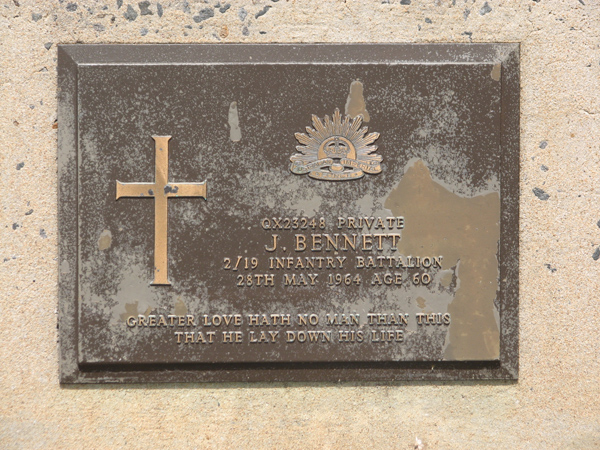 QX23248 PRIVATE
J. BENNETT
2/19 INFANTRY BATTALION
28TH MAY 1964 AGE 60
GREATER LOVE HATH NO MAN THAN THIS
THAT HE LAY DOWN HIS LIFE